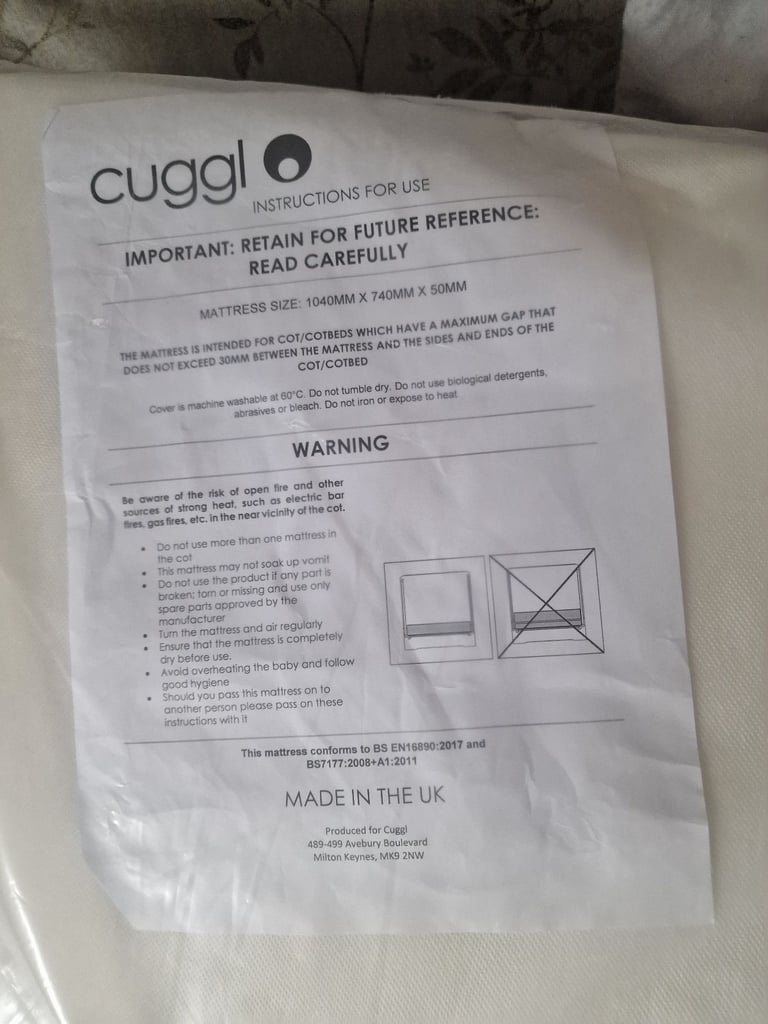 cuggl
INSTRUCTIONS FOR USE
IMPORTANT: RETAIN FOR FUTURE REFERENCE:
READ CAREFULLY
MATTRESS SIZE: 1040MM X 740MM X 50MM
THE MATTRESS IS INTENDED FOR COT/COTBEDS WHICH HAVE A MAXIMUM GAP THAT
DOES NOT EXCEED 30MM BETWEEN THE MATTRESS AND THE SIDES AND ENDS OF THE
COT/COTBED
Cover is machine washable at 60°C. Do not tumble dry. Do not use biological detergents,
abrasives or bleach. Do not iron or expose to heat
WARNING
Be aware of the risk of open fire and other
sources of strong heat, such as electric bar
fires, gas fires, etc. in the near vicinity of the cot.
• Do not use more than one mattress in
the cot
• This mattress may not soak up vomit
• Do not use the product if any part is
broken; torn or missing and use only
spare parts approved by the
manufacturer
• Turn the mattress and air regularly
• Ensure that the mattress is completely
dry before use.
• Avoid overheating the baby and follow
good hygiene
• Should you pass this mattress on to
another person please pass on these
instructions with it
This mattress conforms to BS EN16890:2017 and
BS7177:2008+A1:2011
MADE IN THE UK
Produced for Cuggl
489-499 Avebury Boulevard
Milton Keynes, MK9 2NW